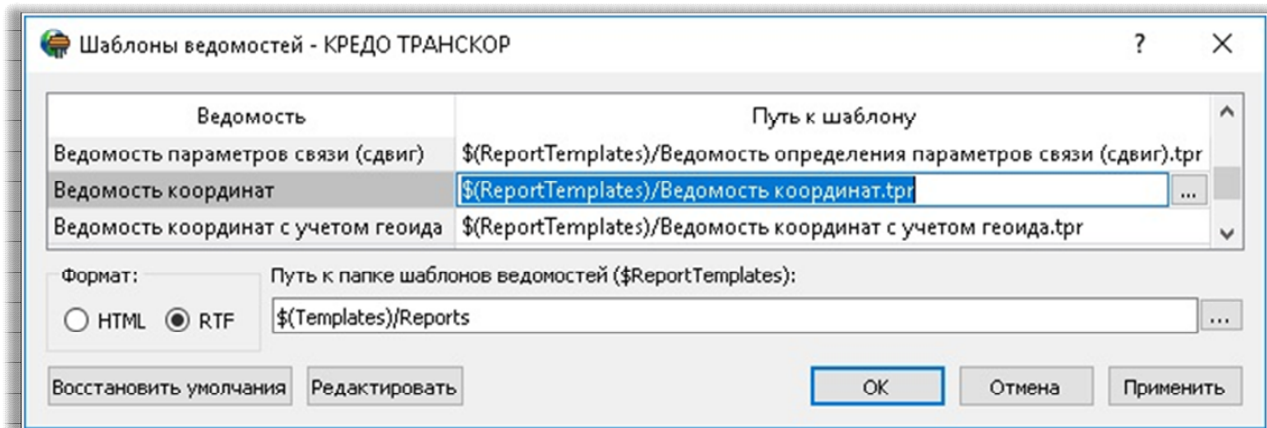 Шаблоны ведомостей - КРЕДО ТРАНСКОР
Ведомость Путь к шаблону
Ведомость параметров связи (сдвиг) $(ReportTemplates)/Ведомость определения параметров связи (сдвиг).tpr
Ведомость координат $(ReportTemplates)/Ведомость координат.tpr ...
Ведомость координат с учетом геоида $(ReportTemplates)/Ведомость координат с учетом геоида.tpr
Формат: Путь к папке шаблонов ведомостей ($ReportTemplates):
HTML RTF $(Templates)/Reports ...
Восстановить умолчания Редактировать OK Отмена Применить